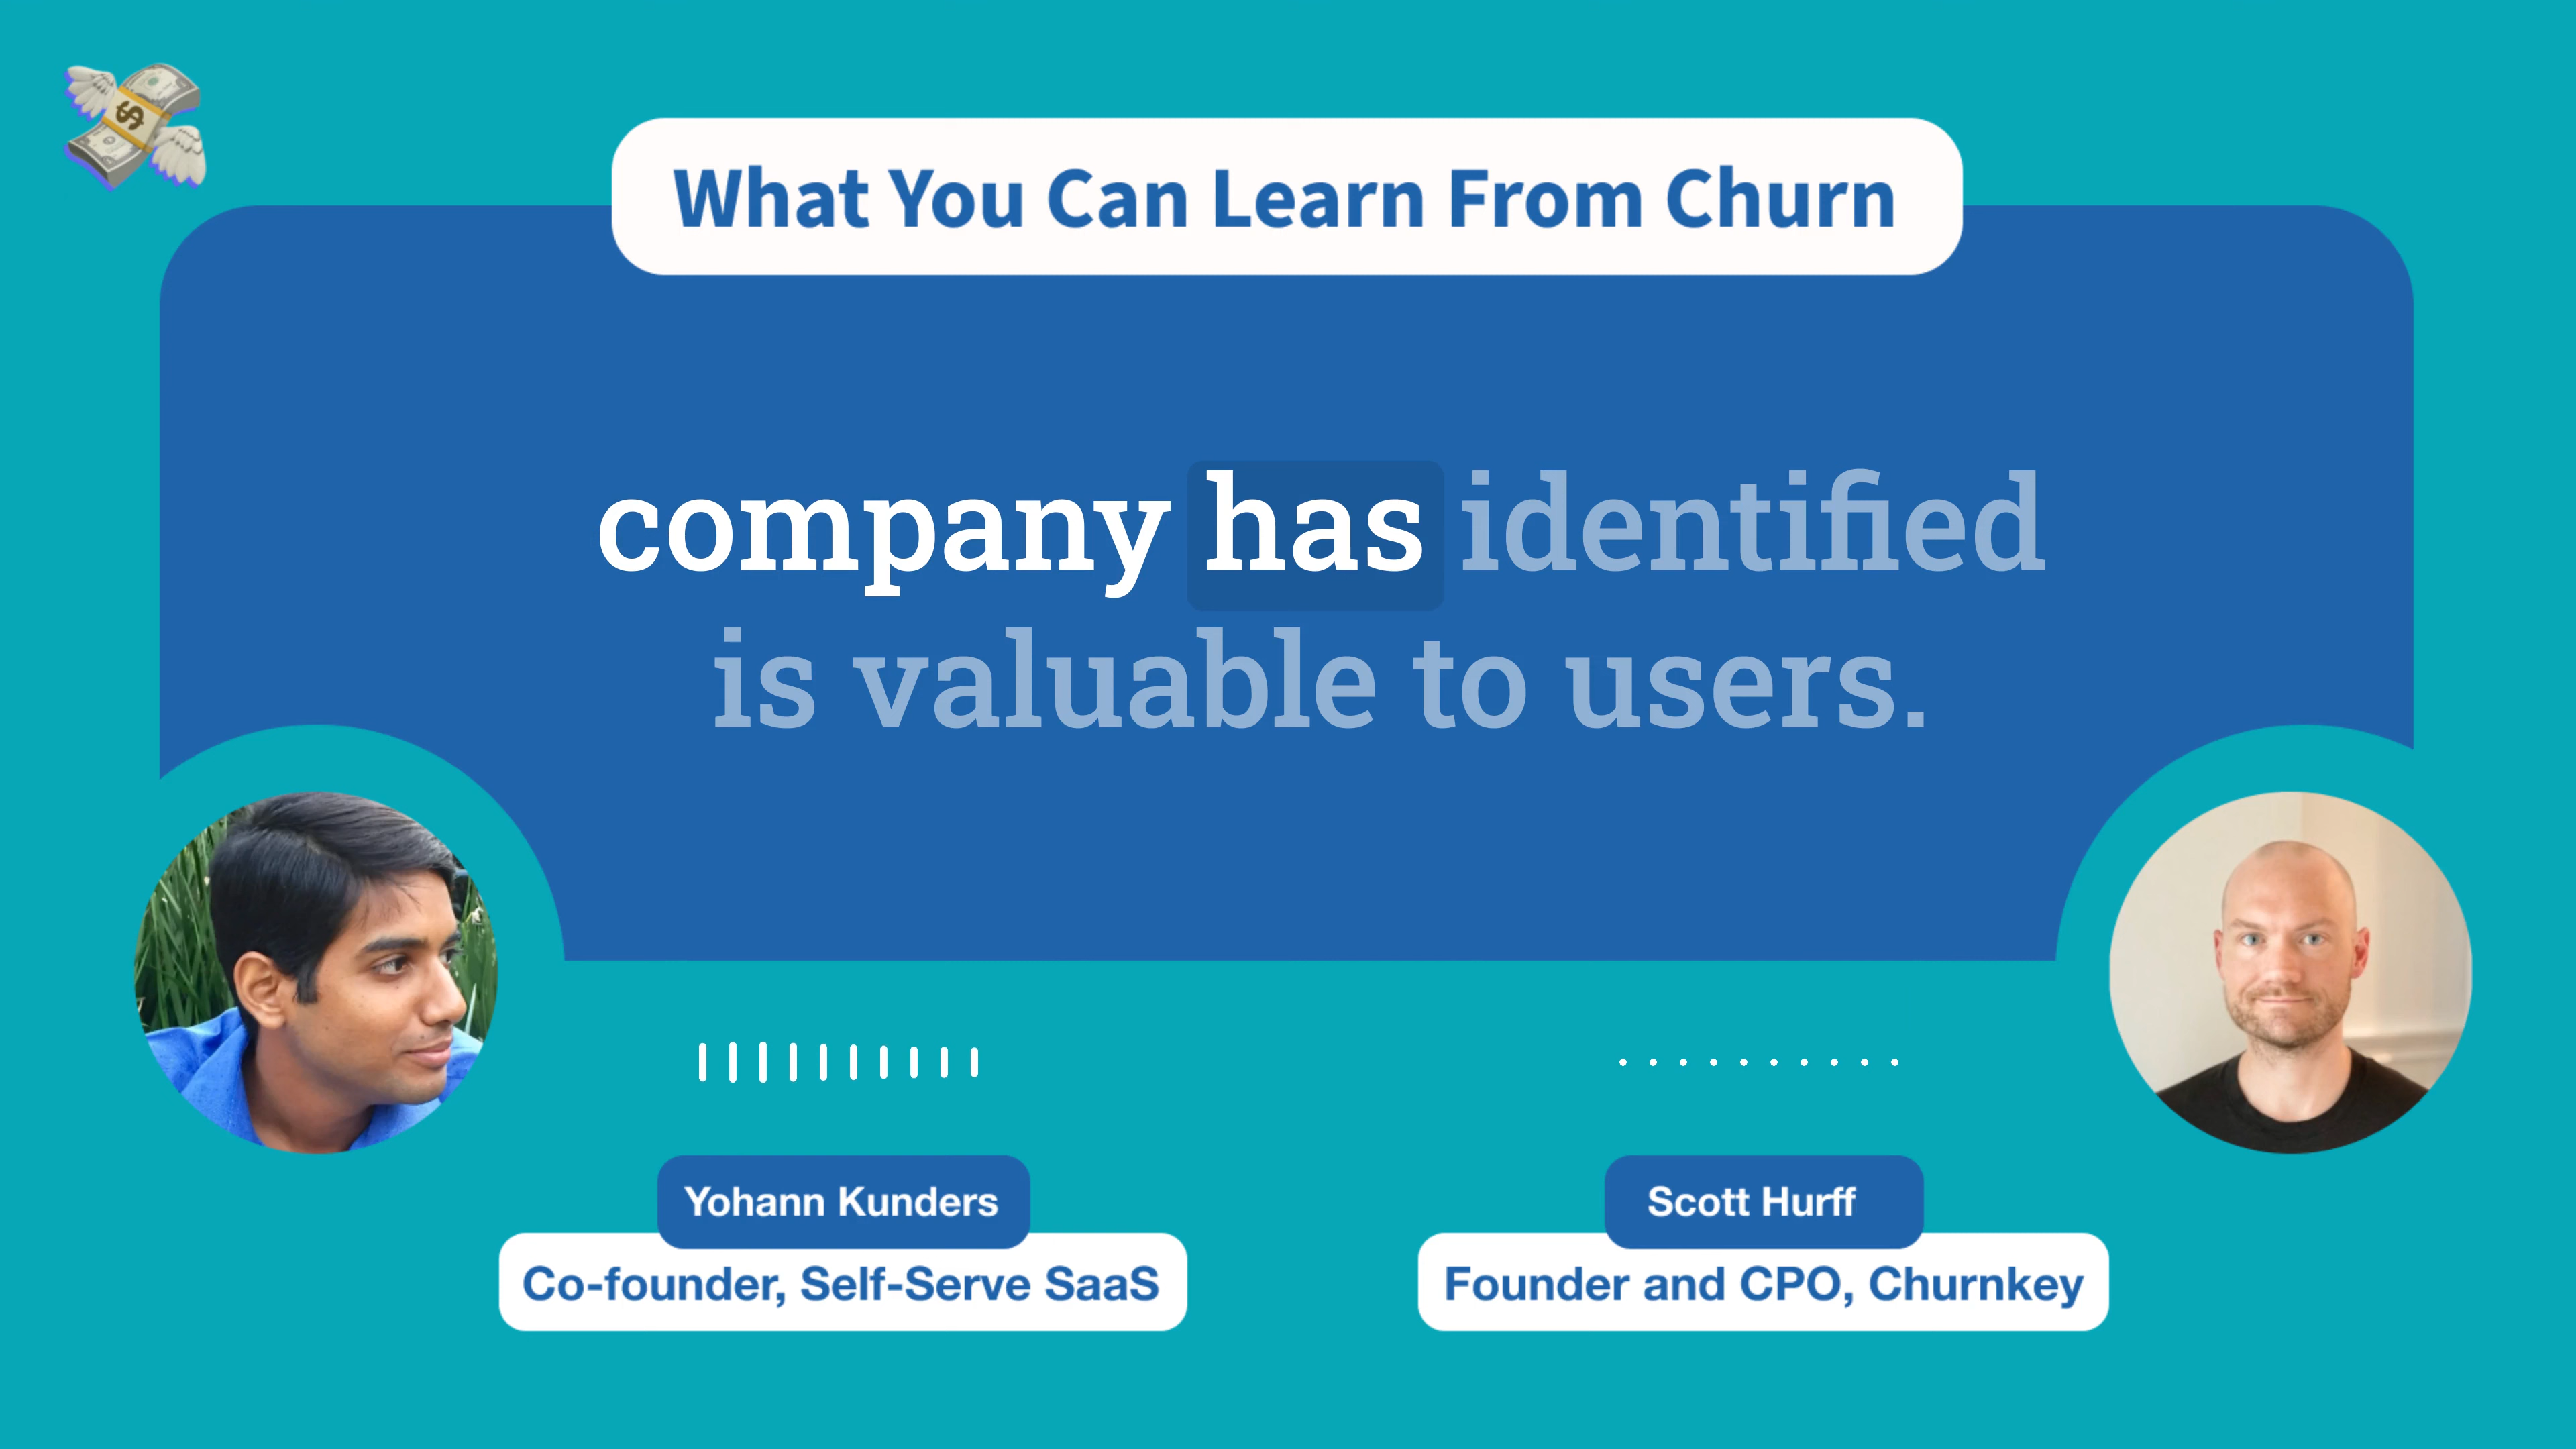 What You Can Learn From Churn
company has identified
is valuable to users.
Yohann Kunders
Co-founder, Self-Serve SaaS
Scott Hurff
Founder and CPO, Churnkey